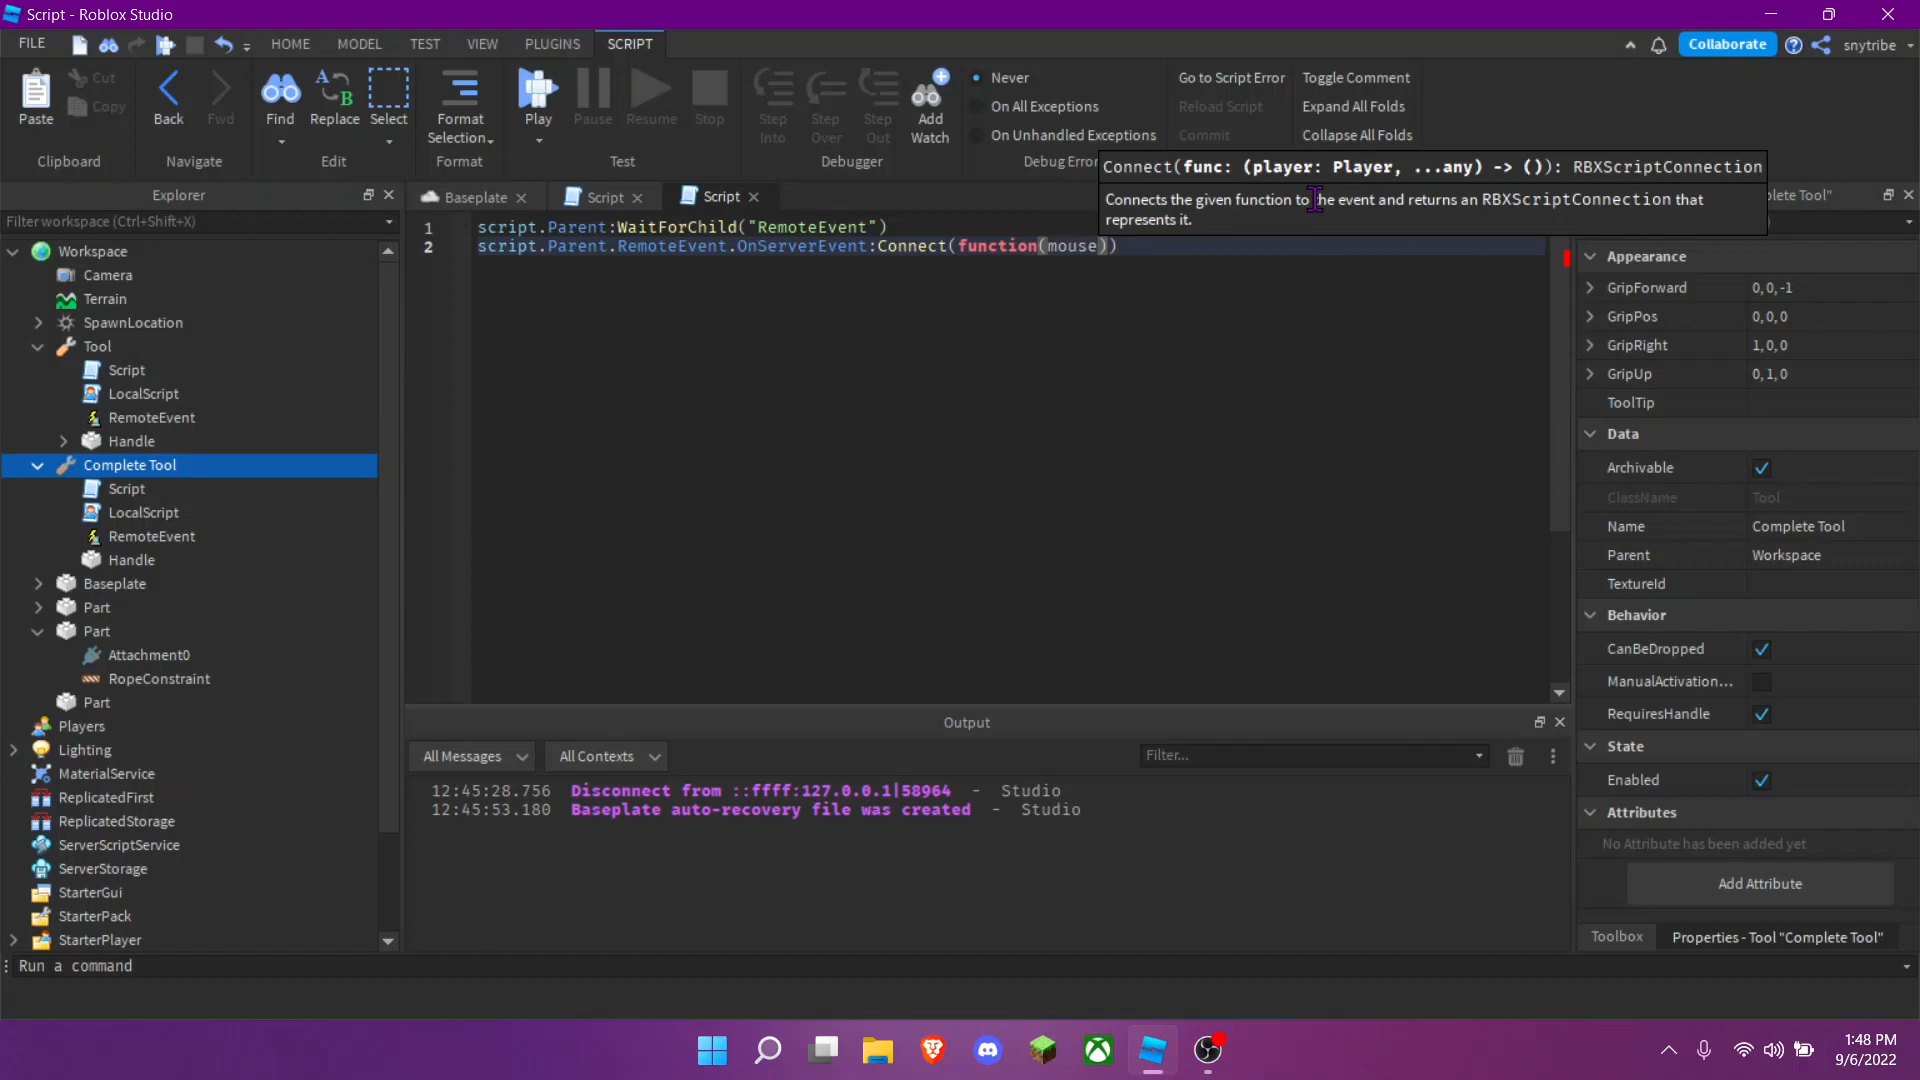 Script - Roblox Studio
FILE
HOME
MODEL
TEST
VIEW
PLUGINS
SCRIPT
Collaborate
snytribe
Paste
Cut
Copy
Clipboard
Back
Fwd
Navigate
Find
Replace
Select
Edit
Format
Selection
Format
Play
Pause
Resume
Stop
Test
Step
Into
Step
Over
Step
Out
Add
Watch
Debugger
Never
On All Exceptions
On Unhandled Exceptions
Debug Erro
Go to Script Error
Reload Script
Commit
Toggle Comment
Expand All Folds
Collapse All Folds
Connect(func: (player: Player, ...any) -> ()): RBXScriptConnection
Connects the given function to the event and returns an RBXScriptConnection that
represents it.
Explorer
Filter workspace (Ctrl+Shift+X)
Workspace
Camera
Terrain
SpawnLocation
Tool
Script
LocalScript
RemoteEvent
Handle
Complete Tool
Script
LocalScript
RemoteEvent
Handle
Baseplate
Part
Part
Attachment0
RopeConstraint
Part
Players
Lighting
MaterialService
ReplicatedFirst
ReplicatedStorage
ServerScriptService
ServerStorage
StarterGui
StarterPack
StarterPlayer
Baseplate
Script
Script
1 script.Parent:WaitForChild("RemoteEvent")
2 script.Parent.RemoteEvent.OnServerEvent:Connect(function(mouse))
Output
All Messages
All Contexts
Filter...
12:45:28.756 Disconnect from ::ffff:127.0.0.1|58964 - Studio
12:45:53.180 Baseplate auto-recovery file was created - Studio
plete Tool"
Appearance
GripForward 0, 0, -1
GripPos 0, 0, 0
GripRight 1, 0, 0
GripUp 0, 1, 0
ToolTip
Data
Archivable
ClassName Tool
Name Complete Tool
Parent Workspace
TextureId
Behavior
CanBeDropped
ManualActivation...
RequiresHandle
State
Enabled
Attributes
No Attribute has been added yet
Add Attribute
Toolbox
Properties - Tool "Complete Tool"
Run a command
1:48 PM
9/6/2022